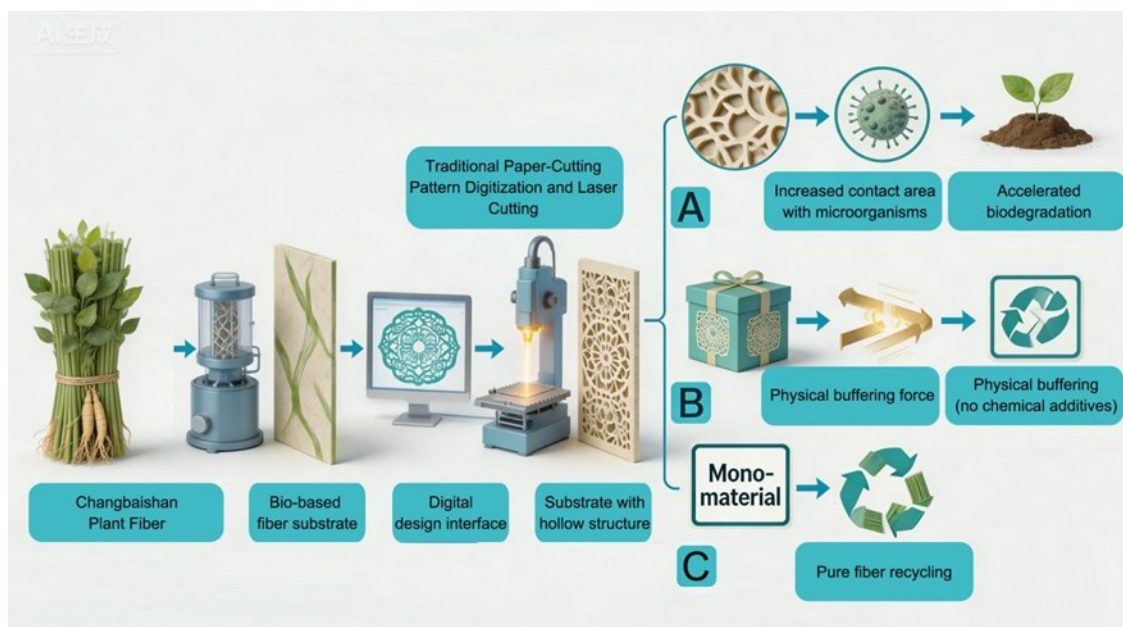 AI生成
Traditional Paper-Cutting
Pattern Digitization and Laser
Cutting
A
Increased contact area
with microorganisms
Accelerated
biodegradation
B
Physical buffering force
Physical buffering
(no chemical additives)
Changbaishan
Plant Fiber
Bio-based
fiber substrate
Digital
design interface
Substrate with
hollow structure
Mono-
material
C
Pure fiber recycling